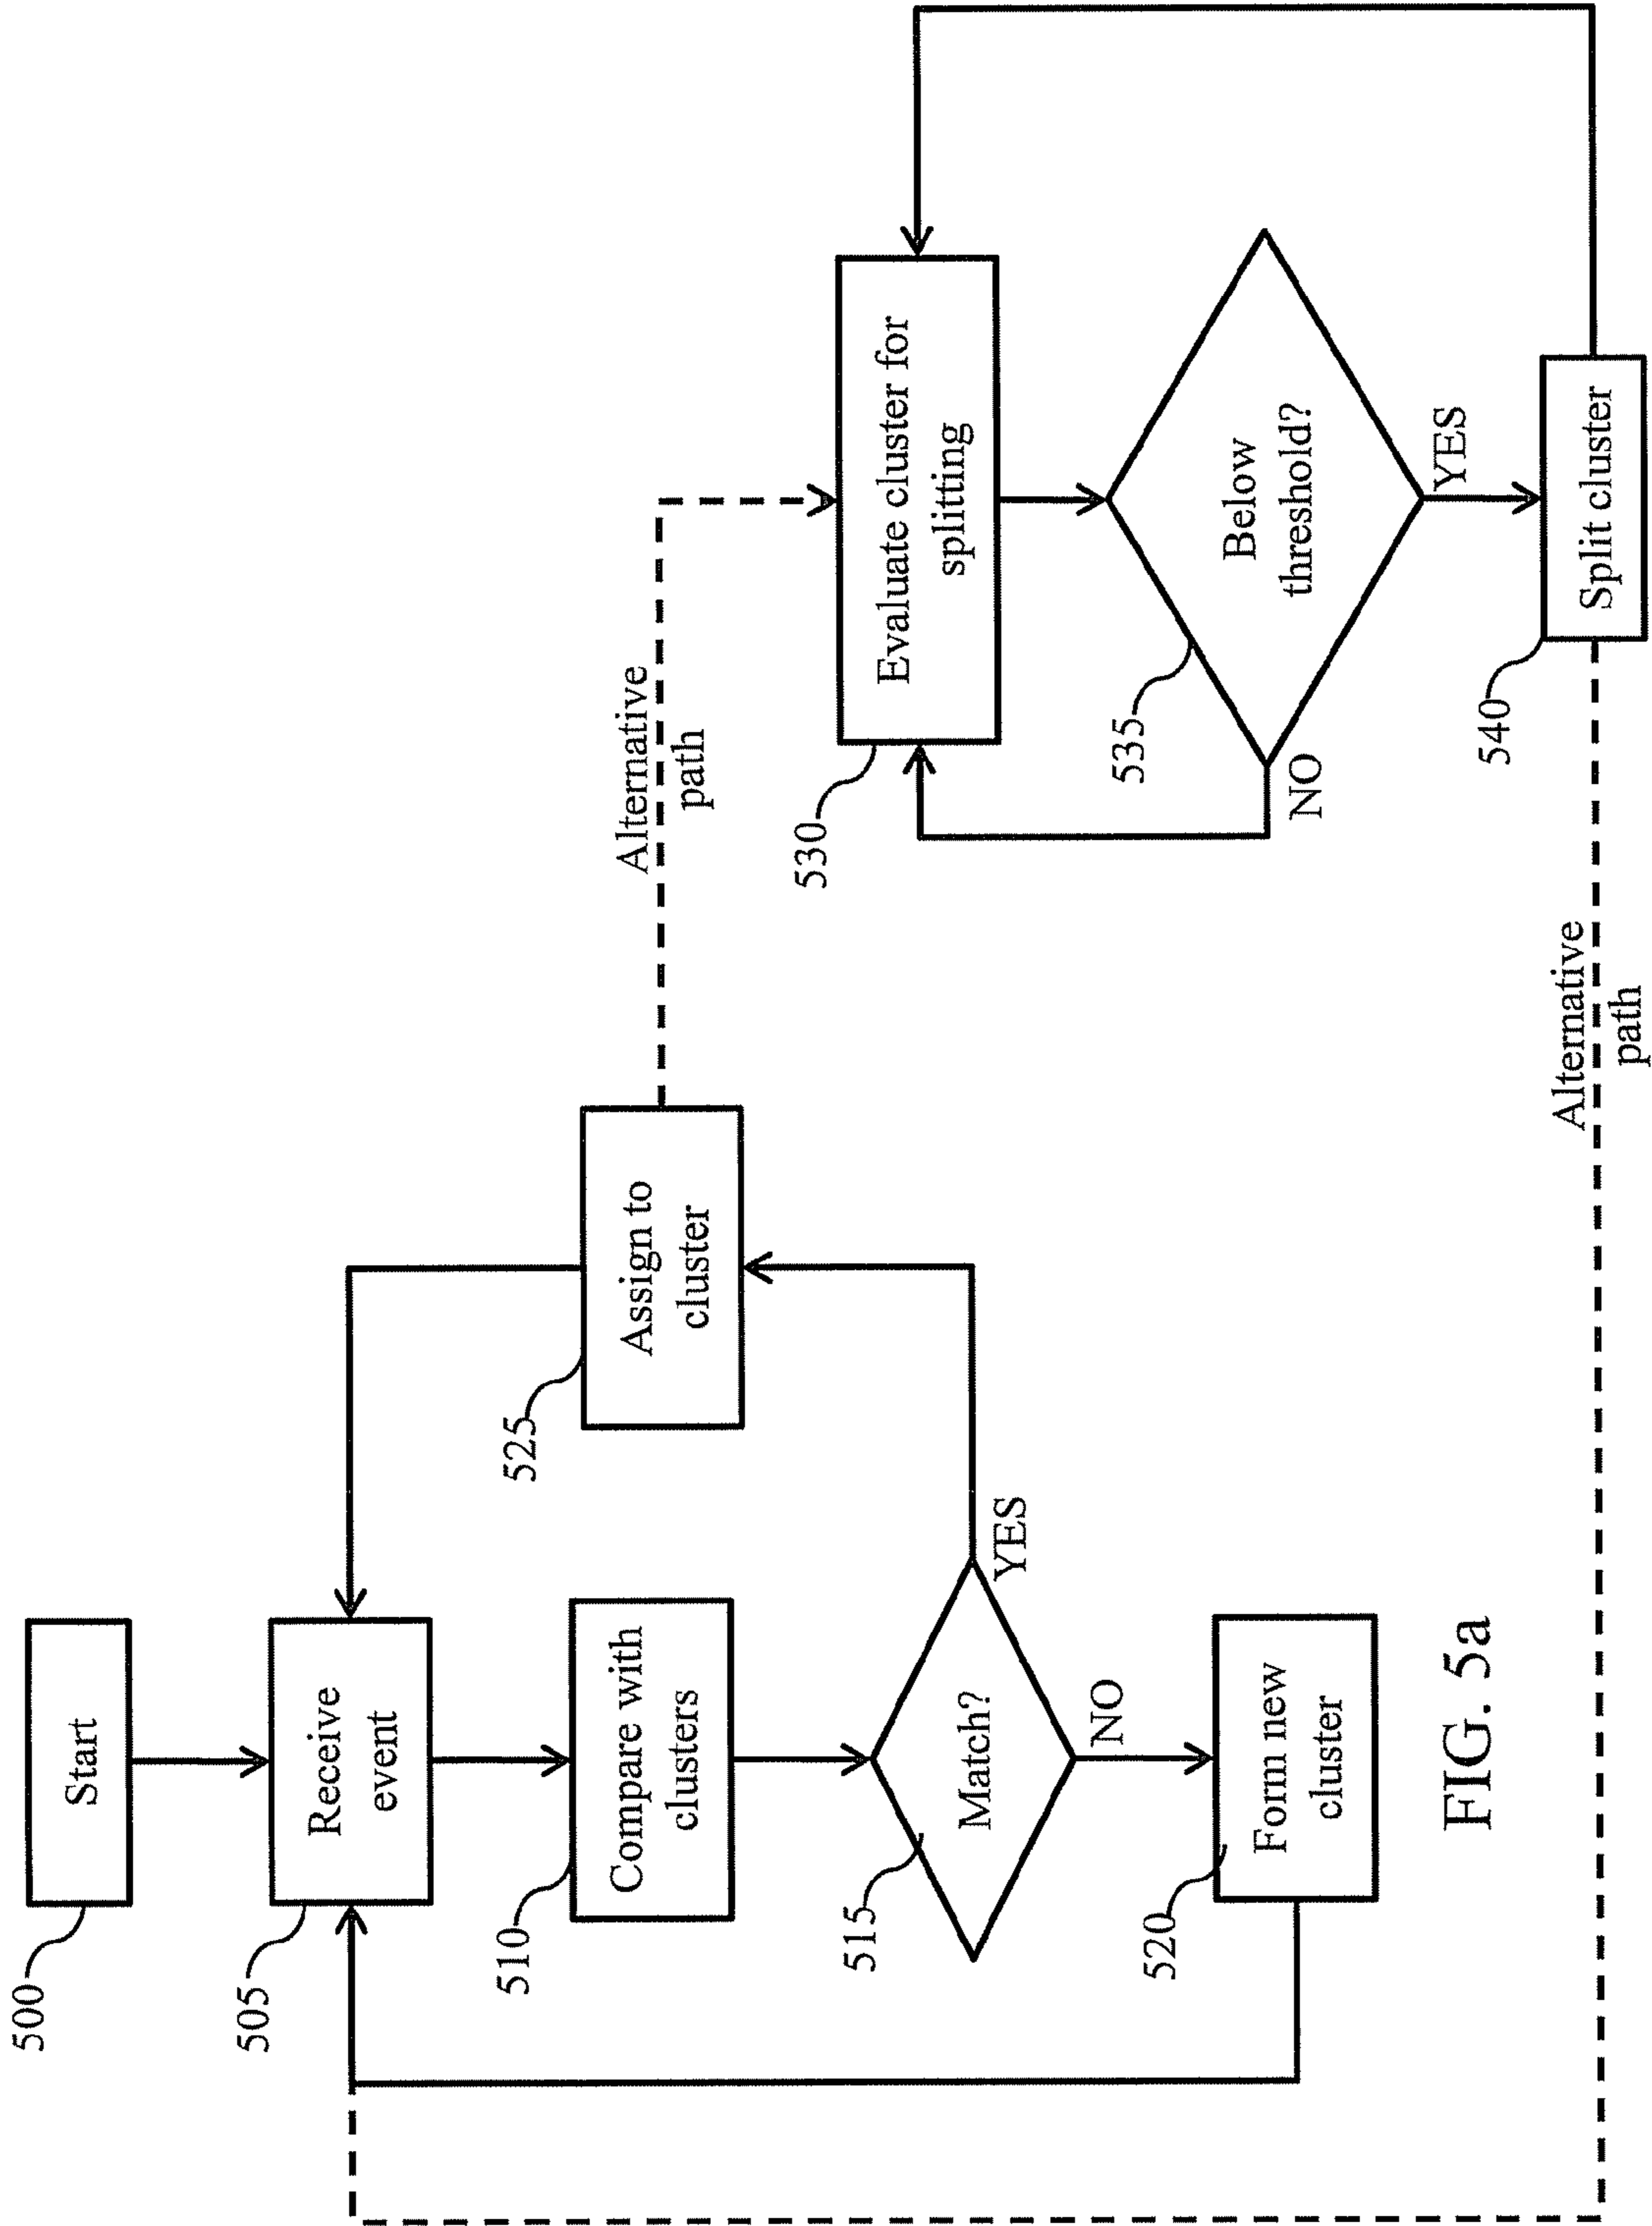 500
Start
505
Receive
event
510
Compare with
clusters
515
Match?
YES
NO
520
Form new
cluster
525
Assign to
cluster
Alternative
path
530
Evaluate cluster for
splitting
535
Below
threshold?
NO
YES
540
Split cluster
Alternative
path
FIG. 5a